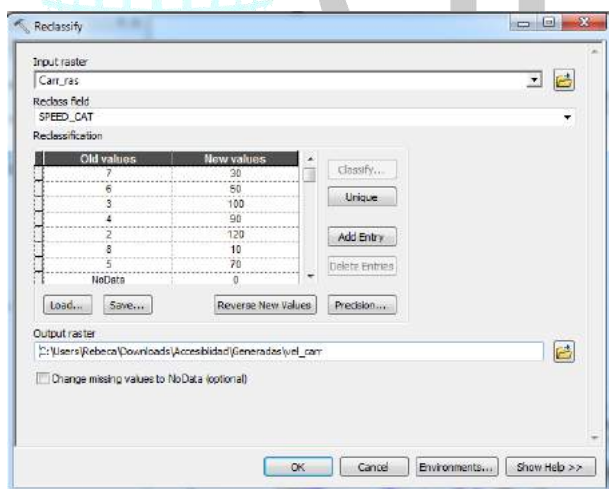 Reclassify
Input raster
Carr_ras
Reclass field
SPEED_CAT
Reclassification
Old values New values
7 30
6 50
3 100
4 90
2 120
8 10
5 70
NoData 0
Classify...
Unique
Add Entry
Delete Entries
Load... Save... Reverse New Values Precision...
Output raster
C:\Users\Rebeca\Downloads\Accesiblidad\Generadas\vel_carr
Change missing values to NoData (optional)
OK Cancel Environments... Show Help >>